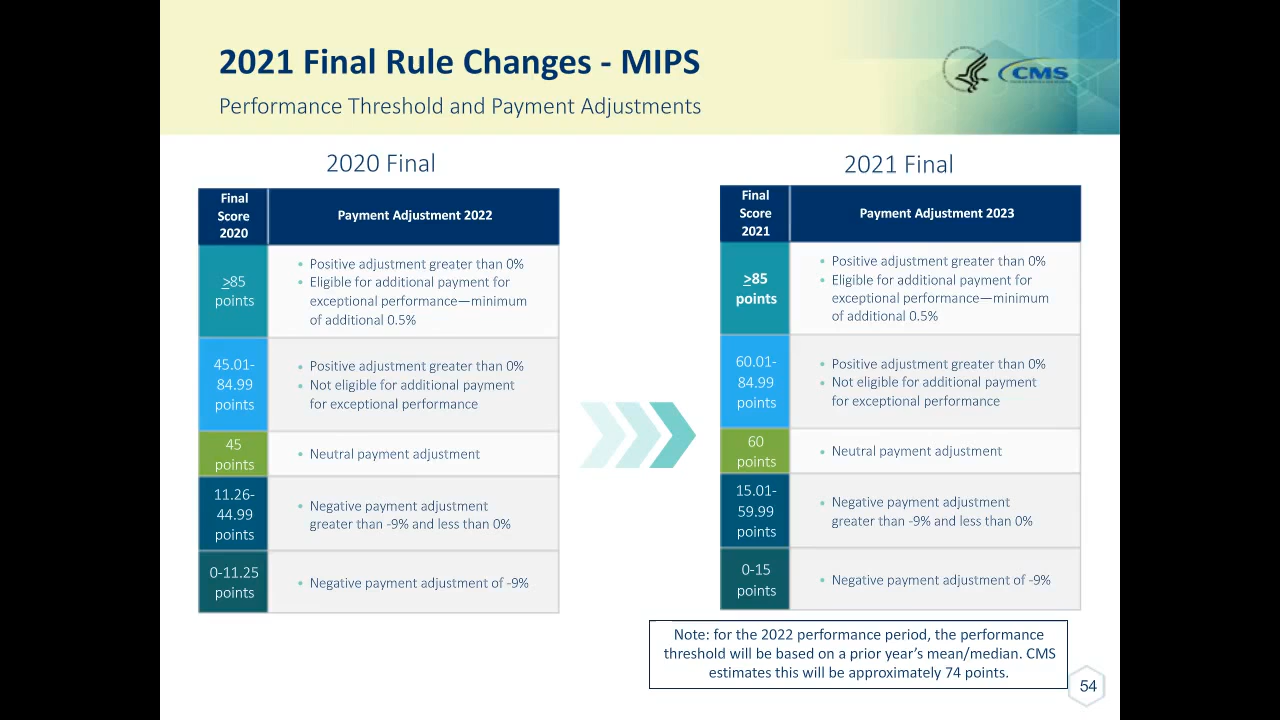 2021 Final Rule Changes - MIPS
Performance Threshold and Payment Adjustments
CMS
2020 Final
Final
Score
2020
Payment Adjustment 2022
>85
points
• Positive adjustment greater than 0%
• Eligible for additional payment for
exceptional performance—minimum
of additional 0.5%
45.01-
84.99
points
• Positive adjustment greater than 0%
• Not eligible for additional payment
for exceptional performance
45
points
• Neutral payment adjustment
11.26-
44.99
points
• Negative payment adjustment
greater than -9% and less than 0%
0-11.25
points
• Negative payment adjustment of -9%
2021 Final
Final
Score
2021
Payment Adjustment 2023
>85
points
• Positive adjustment greater than 0%
• Eligible for additional payment for
exceptional performance—minimum
of additional 0.5%
60.01-
84.99
points
• Positive adjustment greater than 0%
• Not eligible for additional payment
for exceptional performance
60
points
• Neutral payment adjustment
15.01-
59.99
points
• Negative payment adjustment
greater than -9% and less than 0%
0-15
points
• Negative payment adjustment of -9%
Note: for the 2022 performance period, the performance
threshold will be based on a prior year's mean/median. CMS
estimates this will be approximately 74 points.
54